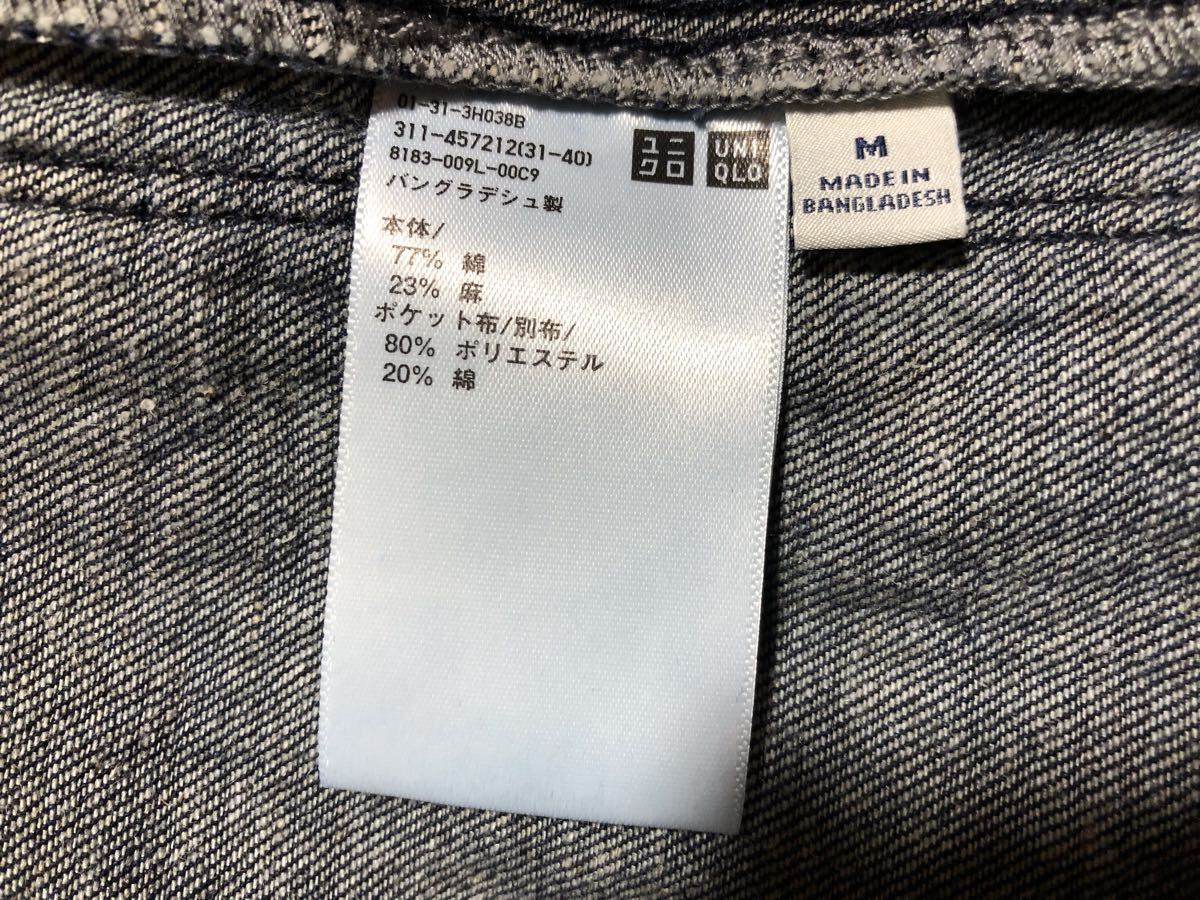 01-31-3H038B
311-457212(31-40)
8183-009L-00C9
バングラデシュ製
本体/
77% 綿
23% 麻
ポケット布/別布/
80% ポリエステル
20% 綿
ユニ
クロ
UNI
QLO
M
MADE IN
BANGLADESH